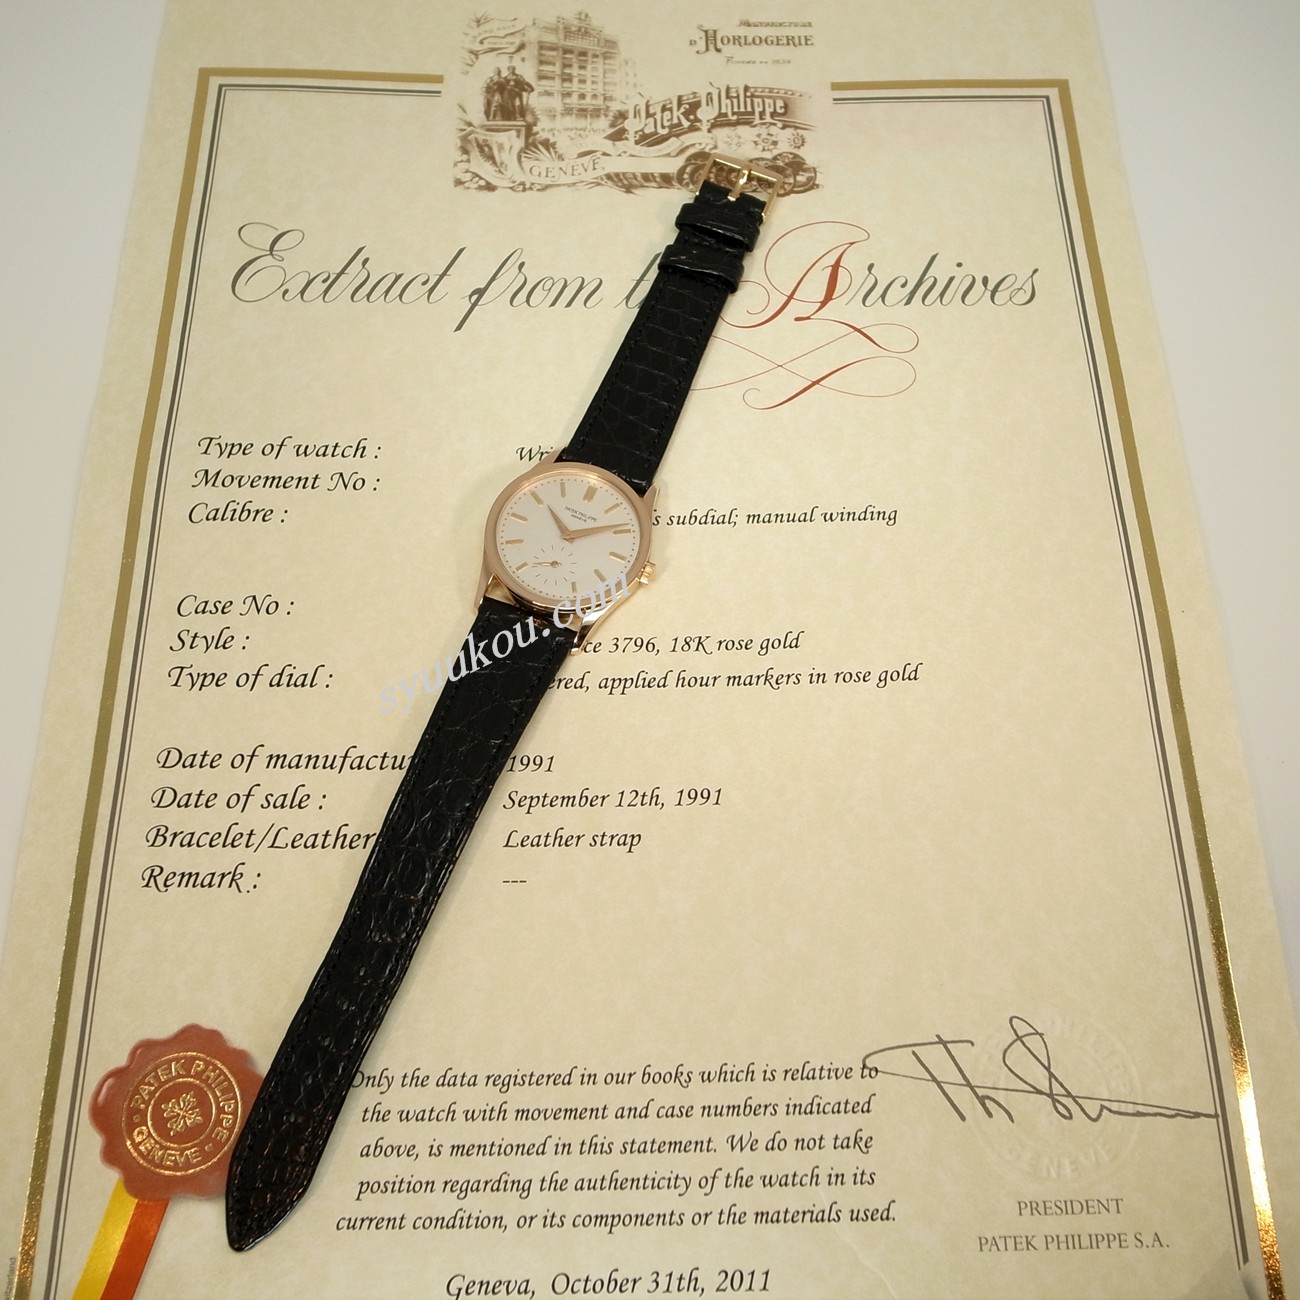 MANUFACTURE
D'HORLOGERIE
Patek Philippe
GENÈVE
Extract from Archives
Type of watch :
Movement No :
Calibre : subdial; manual winding
PATEK PHILIPPE
GENEVE
Case No :
Style : 3796, 18K rose gold
Type of dial : applied hour markers in rose gold
syuukou.com
Date of 1991
Date of sale : September 12th, 1991
Bracelet/Leather Leather strap
Remark : ---
Only the data registered in our books which is relative to
the watch with movement and case numbers indicated
above, is mentioned in this statement. We do not take
position regarding the authenticity of the watch in its
current condition, or its components or the materials used.
PATEK PHILIPPE
GENEVE
PRESIDENT
PATEK PHILIPPE S.A.
Geneva, October 31th, 2011